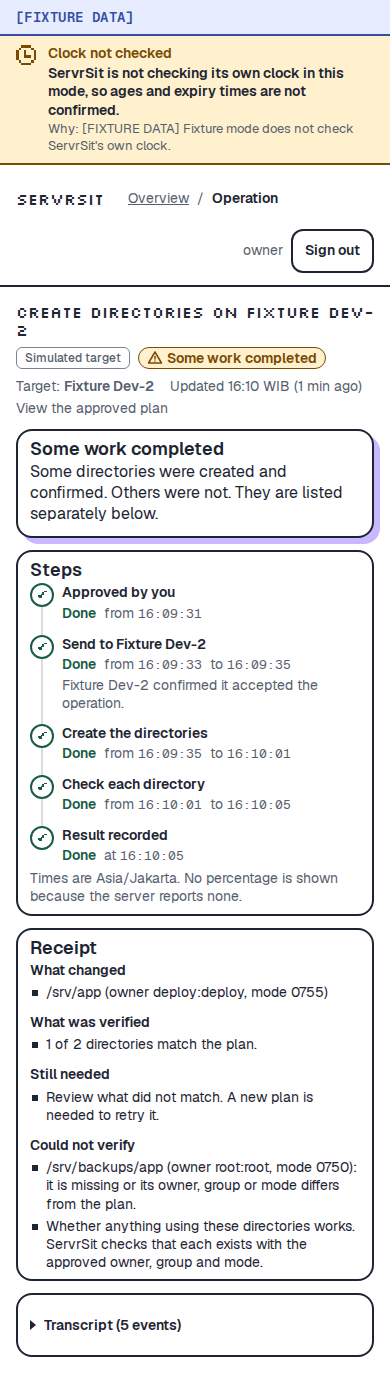 [FIXTURE DATA]
Clock not checked
ServrSit is not checking its own clock in this
mode, so ages and expiry times are not
confirmed.
Why: [FIXTURE DATA] Fixture mode does not check
ServrSit's own clock.
SERVRSIT
Overview / Operation
owner
Sign out
CREATE DIRECTORIES ON FIXTURE DEV-
2
Simulated target
Some work completed
Target: Fixture Dev-2 Updated 16:10 WIB (1 min ago)
View the approved plan
Some work completed
Some directories were created and
confirmed. Others were not. They are listed
separately below.
Steps
Approved by you
Done from 16:09:31
Send to Fixture Dev-2
Done from 16:09:33 to 16:09:35
Fixture Dev-2 confirmed it accepted the
operation.
Create the directories
Done from 16:09:35 to 16:10:01
Check each directory
Done from 16:10:01 to 16:10:05
Result recorded
Done at 16:10:05
Times are Asia/Jakarta. No percentage is shown
because the server reports none.
Receipt
What changed
/srv/app (owner deploy:deploy, mode 0755)
What was verified
1 of 2 directories match the plan.
Still needed
Review what did not match. A new plan is
needed to retry it.
Could not verify
/srv/backups/app (owner root:root, mode 0750):
it is missing or its owner, group or mode differs
from the plan.
Whether anything using these directories works.
ServrSit checks that each exists with the
approved owner, group and mode.
Transcript (5 events)